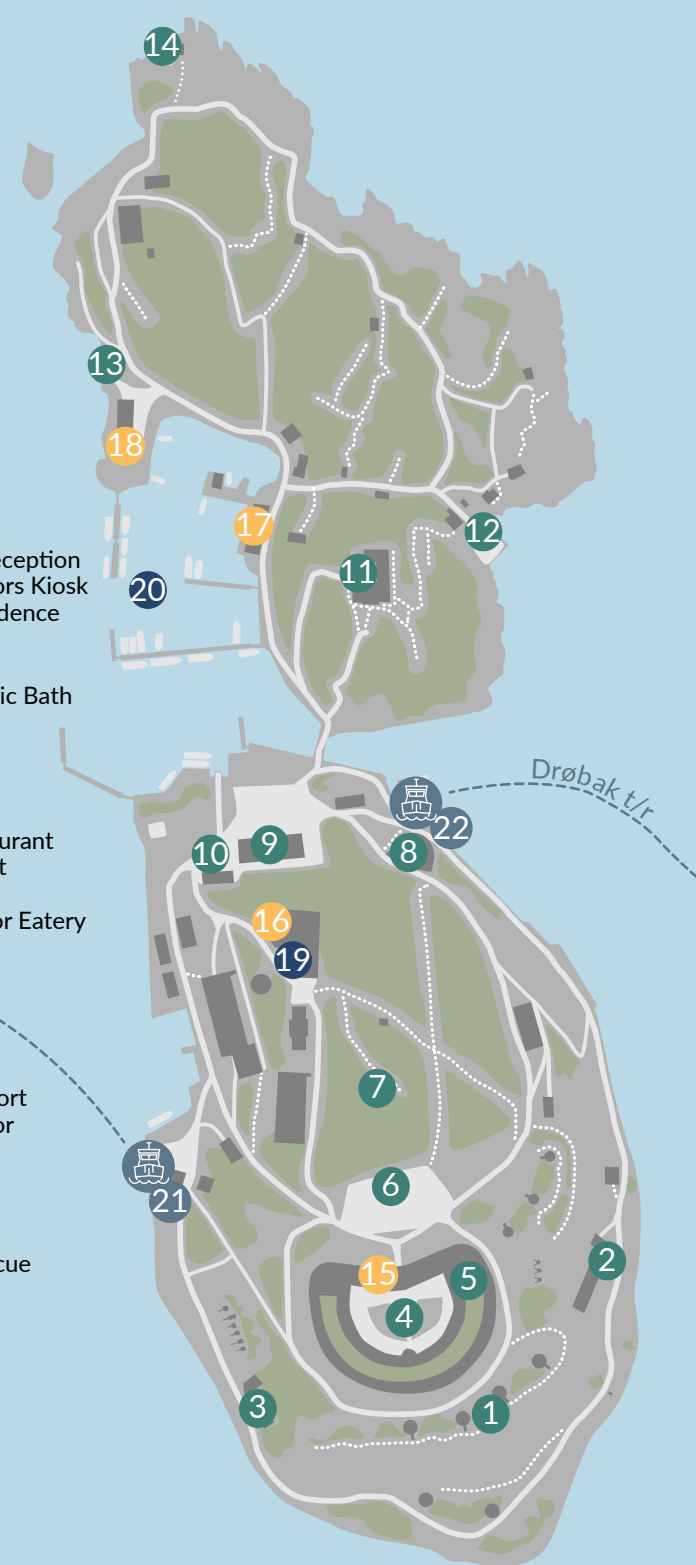 14
13
18
17
12
eception
ors Kiosk
dence
11
20
ic Bath
Drøbak t/r
22
urant
t
10
9
8
or Eatery
16
19
7
ort
or
21
6
cue
2
15
5
4
3
1